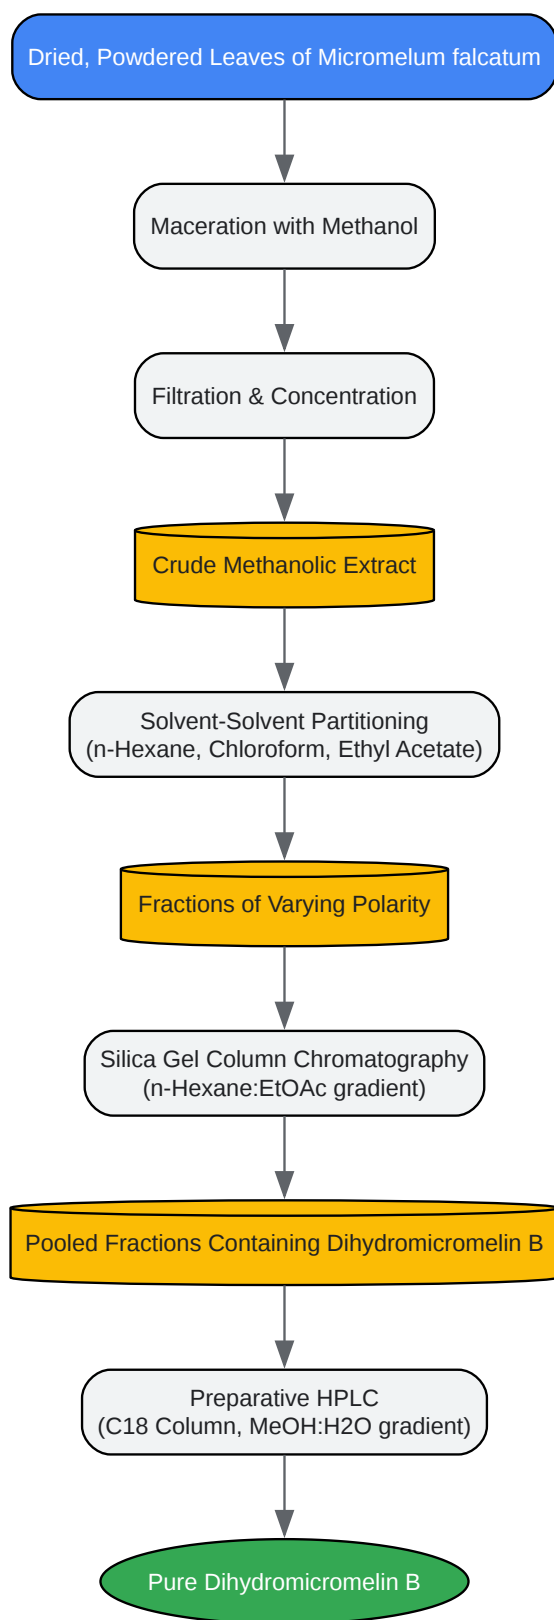 Dried, Powdered Leaves of Micromelum falcatum
Maceration with Methanol
Filtration & Concentration
Crude Methanolic Extract
Solvent-Solvent Partitioning
(n-Hexane, Chloroform, Ethyl Acetate)
Fractions of Varying Polarity
Silica Gel Column Chromatography
(n-Hexane:EtOAc gradient)
Pooled Fractions Containing Dihydromicromelin B
Preparative HPLC
(C18 Column, MeOH:H2O gradient)
Pure Dihydromicromelin B